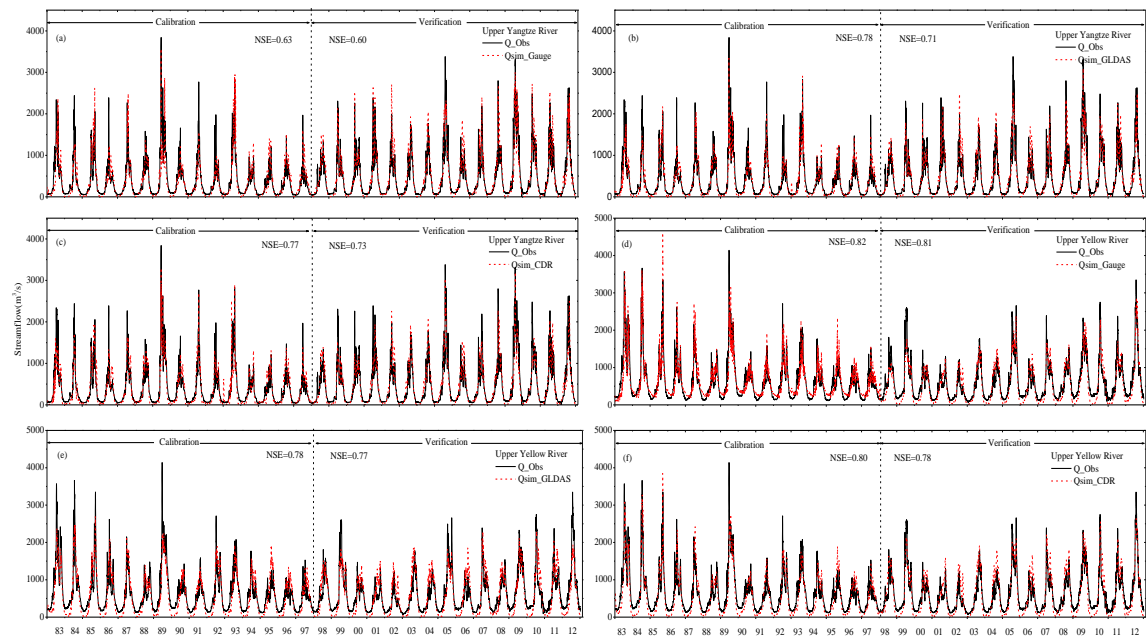 Calibration Verification
(a) NSE=0.63 NSE=0.60 Upper Yangtze River
Q_Obs
Qsim_Gauge
4000
3000
2000
1000
0
Calibration Verification
(b) NSE=0.78 NSE=0.71 Upper Yangtze River
Q_Obs
Qsim_GLDAS
4000
3000
2000
1000
0
Calibration Verification
(c) NSE=0.77 NSE=0.73 Upper Yangtze River
Q_Obs
Qsim_CDR
4000
3000
2000
1000
0
Streamflow(m³/s)
Calibration Verification
(d) NSE=0.82 NSE=0.81 Upper Yellow River
Q_Obs
Qsim_Gauge
5000
4000
3000
2000
1000
0
Calibration Verification
(e) NSE=0.78 NSE=0.77 Upper Yellow River
Q_Obs
Qsim_GLDAS
5000
4000
3000
2000
1000
0
83 84 85 86 87 88 89 90 91 92 93 94 95 96 97 98 99 00 01 02 03 04 05 06 07 08 09 10 11 12
Calibration Verification
(f) NSE=0.80 NSE=0.78 Upper Yellow River
Q_Obs
Qsim_CDR
5000
4000
3000
2000
1000
0
83 84 85 86 87 88 89 90 91 92 93 94 95 96 97 98 99 00 01 02 03 04 05 06 07 08 09 10 11 12